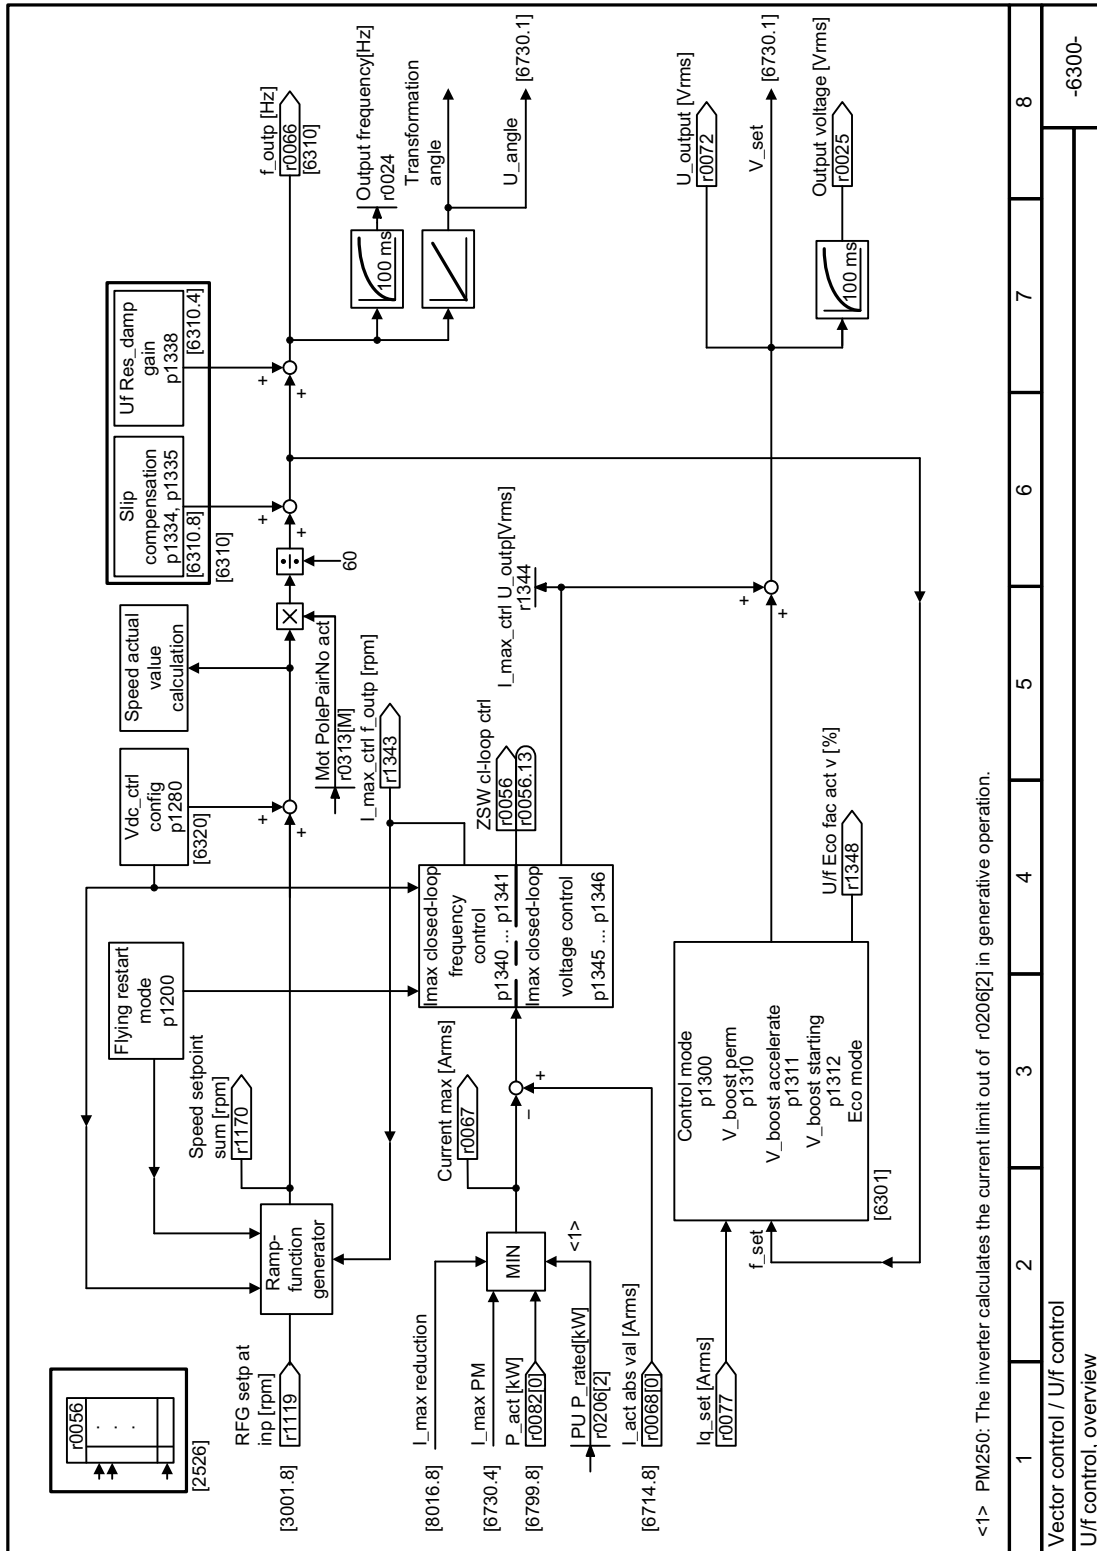 r0056
. . .
[2526]
RFG setp at
inp [rpm]
r1119
[3001.8]
Ramp-
function
generator
Speed setpoint
sum [rpm]
r1170
Flying restart
mode
p1200
Vdc_ctrl
config
p1280
[6320]
Speed actual
value
calculation
Slip
compensation
p1334, p1335
[6310.8]
[6310]
Uf Res_damp
gain
p1338
[6310.4]
f_outp [Hz]
r0066
[6310]
+
+
+
+
+
+
60
Mot PolePairNo act
r0313[M]
I_max_ctrl f_outp [rpm]
r1343
100 ms
Output frequency[Hz]
r0024
Transformation
angle
U_angle
[6730.1]
I_max reduction
[8016.8]
I_max PM
[6730.4]
P_act [kW]
r0082[0]
[6799.8]
PU P_rated[kW]
r0206[2]
<1>
I_act abs val [Arms]
r0068[0]
[6714.8]
MIN
Current max [Arms]
r0067
–
+
Imax closed-loop
frequency
control
p1340 ... p1341
Imax closed-loop
voltage control
p1345 ... p1346
ZSW cl-loop ctrl
r0056
r0056.13
I_max_ctrl U_outp[Vrms]
r1344
+
+
U_output [Vrms]
r0072
V_set
[6730.1]
Output voltage [Vrms]
r0025
100 ms
Iq_set [Arms]
r0077
f_set
Control mode
p1300
V_boost perm
p1310
V_boost accelerate
p1311
V_boost starting
p1312
Eco mode
[6301]
U/f Eco fac act v [%]
r1348
<1> PM250: The inverter calculates the current limit out of r0206[2] in generative operation.
1 2 3 4 5 6 7 8
Vector control / U/f control
U/f control, overview
-6300-